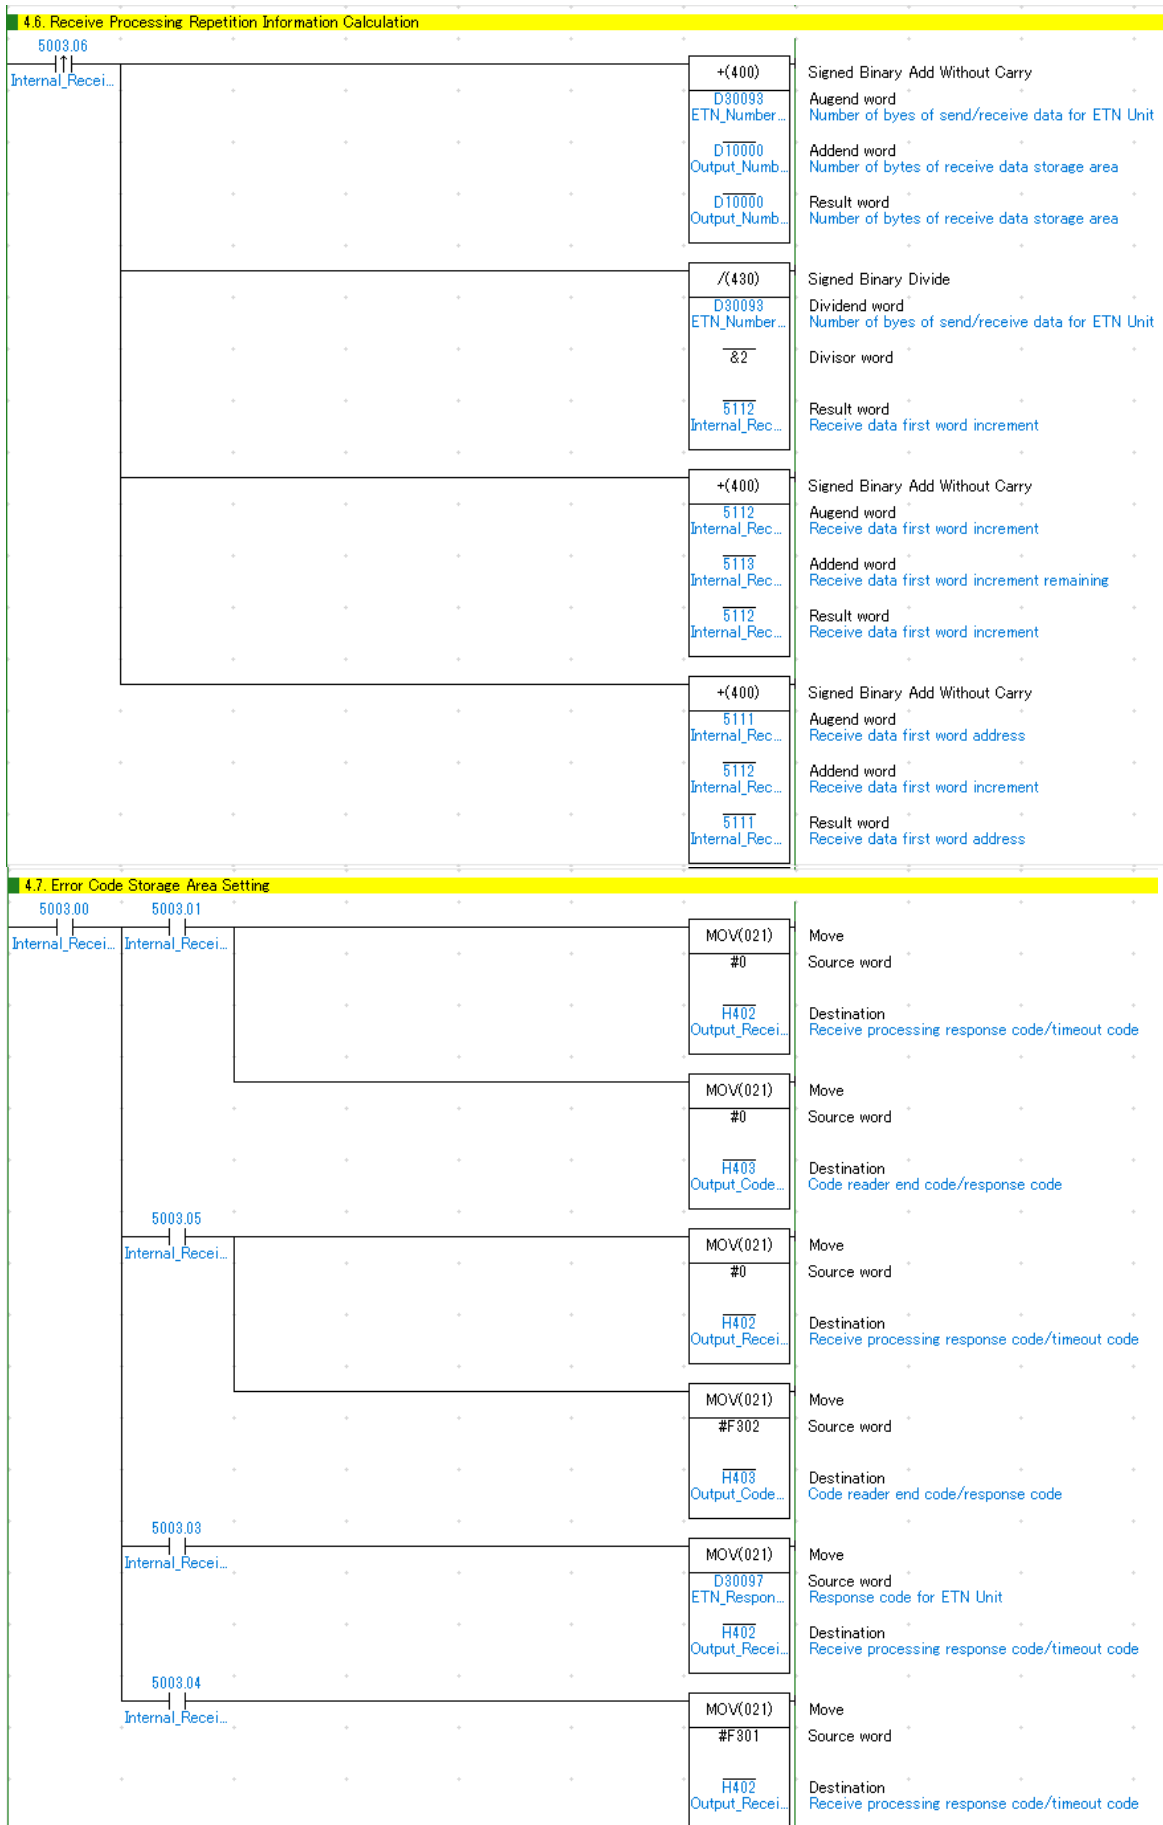 4.6. Receive Processing Repetition Information Calculation
5003.06
Internal_Recei...
+(400)
Signed Binary Add Without Carry
D30093
Augend word
ETN_Number...
Number of byes of send/receive data for ETN Unit
D10000
Addend word
Output_Numb...
Number of bytes of receive data storage area
D10000
Result word
Output_Numb...
Number of bytes of receive data storage area
/(430)
Signed Binary Divide
D30093
Dividend word
ETN_Number...
Number of byes of send/receive data for ETN Unit
&2
Divisor word
5112
Result word
Internal_Rec...
Receive data first word increment
+(400)
Signed Binary Add Without Carry
5112
Augend word
Internal_Rec...
Receive data first word increment
5113
Addend word
Internal_Rec...
Receive data first word increment remaining
5112
Result word
Internal_Rec...
Receive data first word increment
+(400)
Signed Binary Add Without Carry
5111
Augend word
Internal_Rec...
Receive data first word address
5112
Addend word
Internal_Rec...
Receive data first word increment
5111
Result word
Internal_Rec...
Receive data first word address
4.7. Error Code Storage Area Setting
5003.00
5003.01
Internal_Recei...
Internal_Recei...
MOV(021)
Move
#0
Source word
H402
Destination
Output_Recei...
Receive processing response code/timeout code
MOV(021)
Move
#0
Source word
H403
Destination
Output_Code...
Code reader end code/response code
5003.05
Internal_Recei...
MOV(021)
Move
#0
Source word
H402
Destination
Output_Recei...
Receive processing response code/timeout code
MOV(021)
Move
#F302
Source word
H403
Destination
Output_Code...
Code reader end code/response code
5003.03
Internal_Recei...
MOV(021)
Move
D30097
Source word
ETN_Respon...
Response code for ETN Unit
H402
Destination
Output_Recei...
Receive processing response code/timeout code
5003.04
Internal_Recei...
MOV(021)
Move
#F301
Source word
H402
Destination
Output_Recei...
Receive processing response code/timeout code